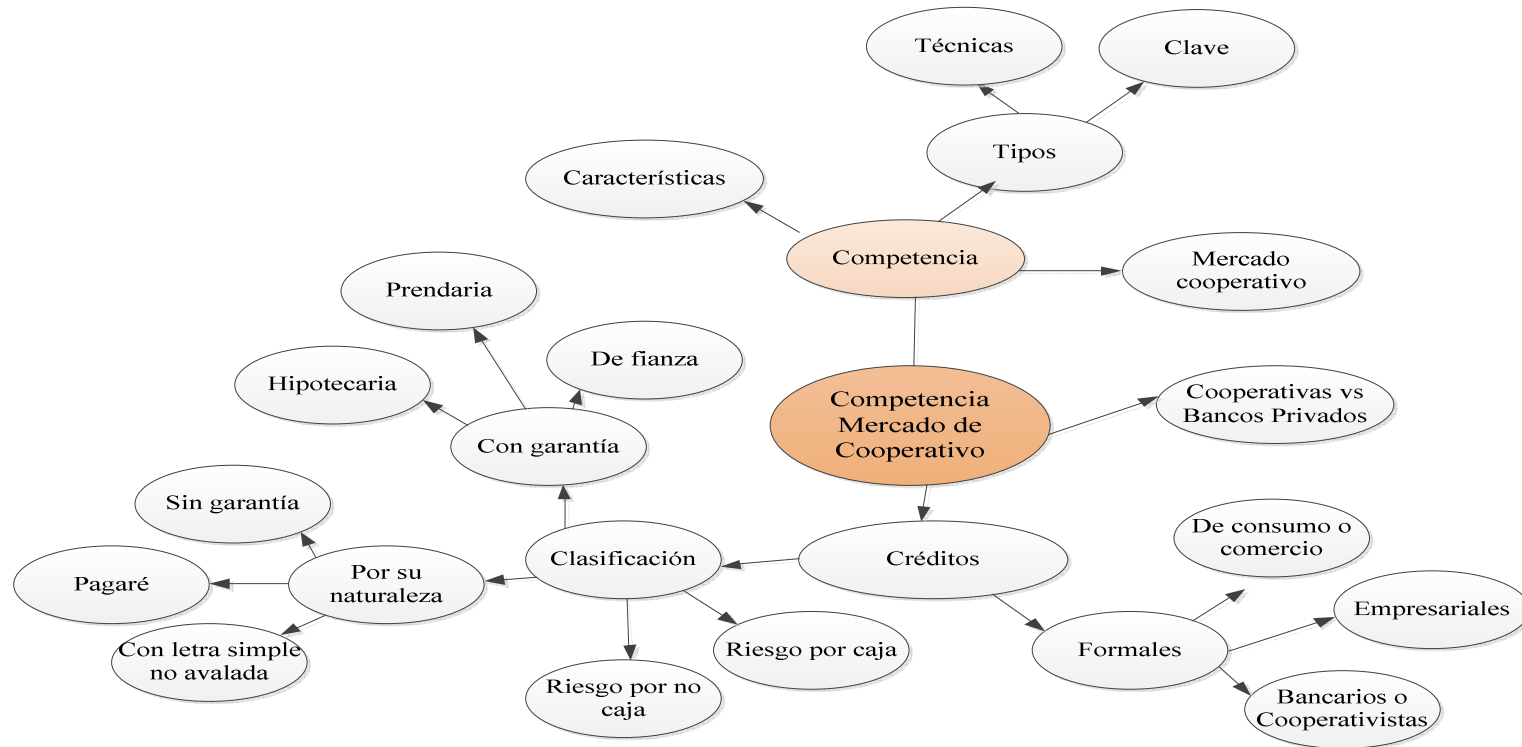 Técnicas
Clave
Tipos
Características
Competencia
Mercado
cooperativo
Prendaria
De fianza
Hipotecaria
Con garantía
Competencia
Mercado de
Cooperativo
Cooperativas vs
Bancos Privados
Sin garantía
Pagaré
Por su
naturaleza
Con letra simple
no avalada
Clasificación
Créditos
De consumo o
comercio
Empresariales
Formales
Riesgo por caja
Riesgo por no
caja
Bancarios o
Cooperativistas